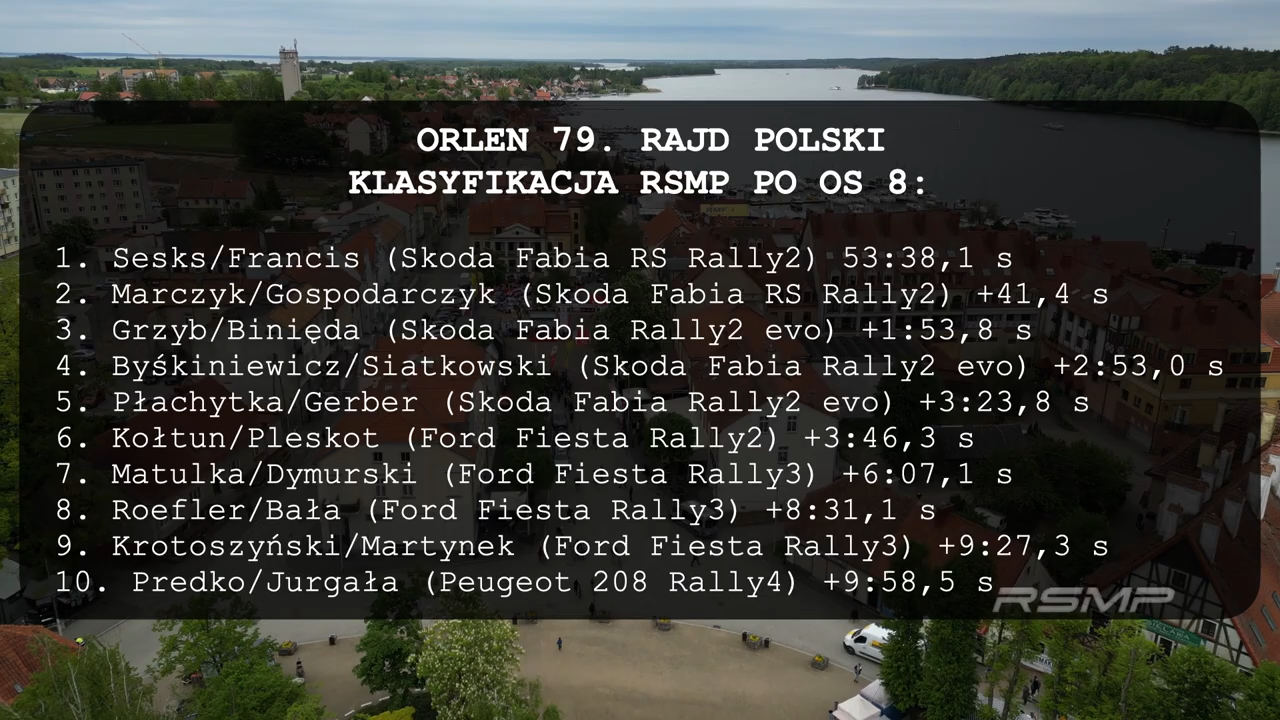 ORLEN 79. RAJD POLSKI
KLASYFIKACJA RSMP PO OS 8:
1. Sesks/Francis (Skoda Fabia RS Rally2) 53:38,1 s
2. Marczyk/Gospodarczyk (Skoda Fabia RS Rally2) +41,4 s
3. Grzyb/Binięda (Skoda Fabia Rally2 evo) +1:53,8 s
4. Byśkiniewicz/Siatkowski (Skoda Fabia Rally2 evo) +2:53,0 s
5. Płachytka/Gerber (Skoda Fabia Rally2 evo) +3:23,8 s
6. Kołtun/Pleskot (Ford Fiesta Rally2) +3:46,3 s
7. Matulka/Dymurski (Ford Fiesta Rally3) +6:07,1 s
8. Roefler/Bała (Ford Fiesta Rally3) +8:31,1 s
9. Krotoszyński/Martynek (Ford Fiesta Rally3) +9:27,3 s
10. Predko/Jurgała (Peugeot 208 Rally4) +9:58,5 s
RSMP